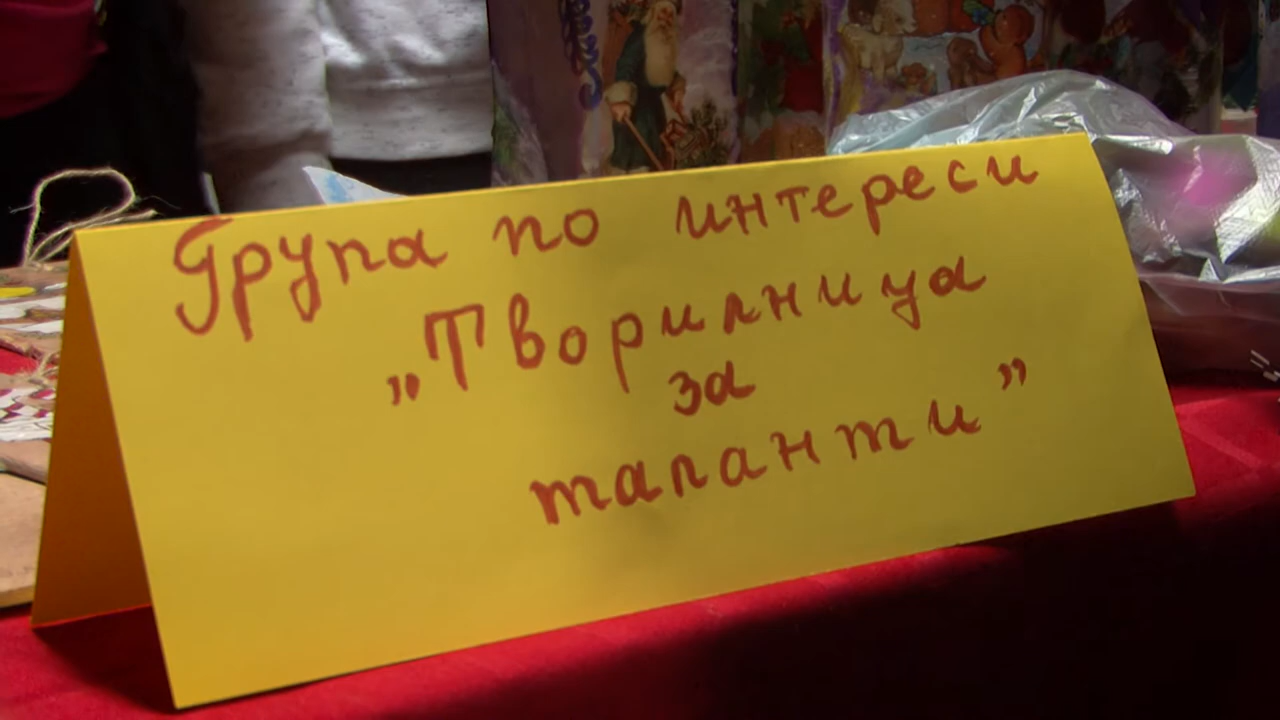 Група по интереси
„Творилница
за
таланти”